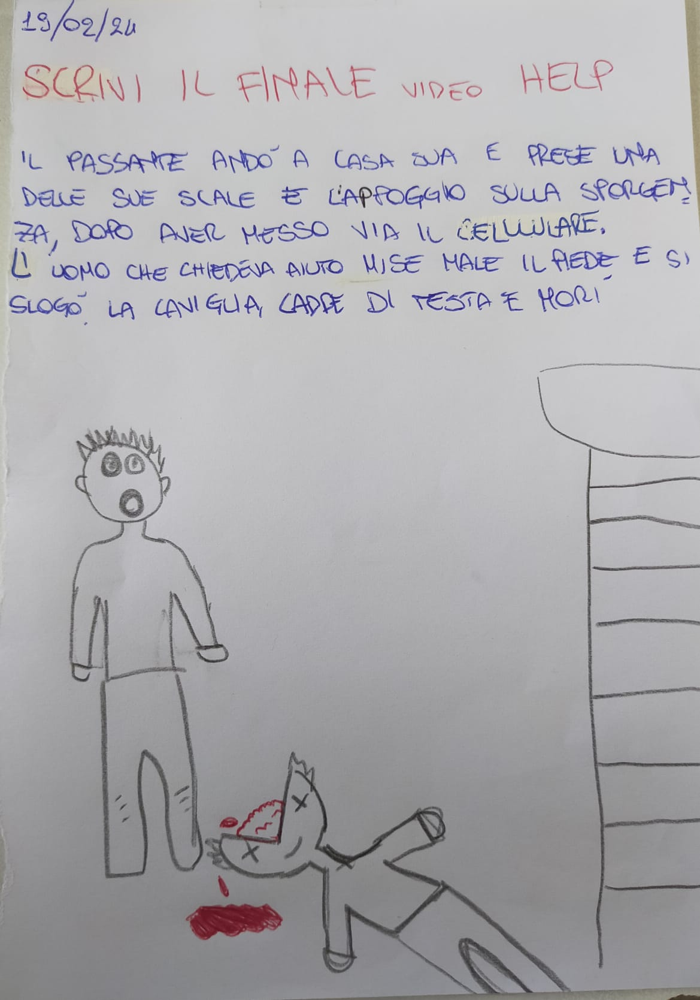 19/02/24
SCRIVI IL FINALE VIDEO HELP
IL PASSANTE ANDÒ A CASA SUA E PRESE UNA
DELLE SUE SCALE E L'APPOGGIO SULLA SPORGEN=
ZA, DOPO AVER MESSO VIA IL CELLULARE.
L'UOMO CHE CHIEDEVA AIUTO MISE MALE IL PIEDE E SI
SLOGÒ LA CAVIGLIA, CADDE DI TESTA E MORÌ